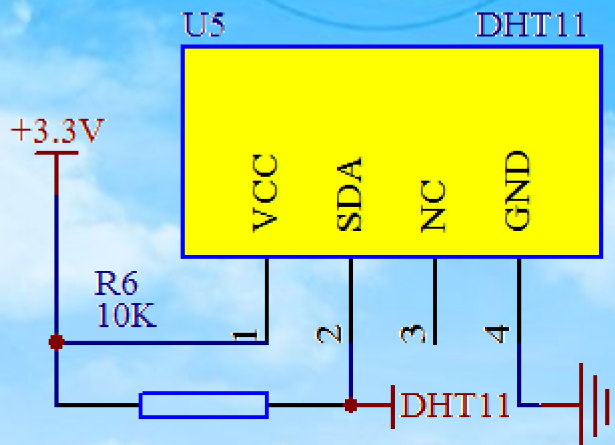 U5 DHT11
+3.3V
VCC
SDA
NC
GND
R6
10K
1
2
3
4
DHT11